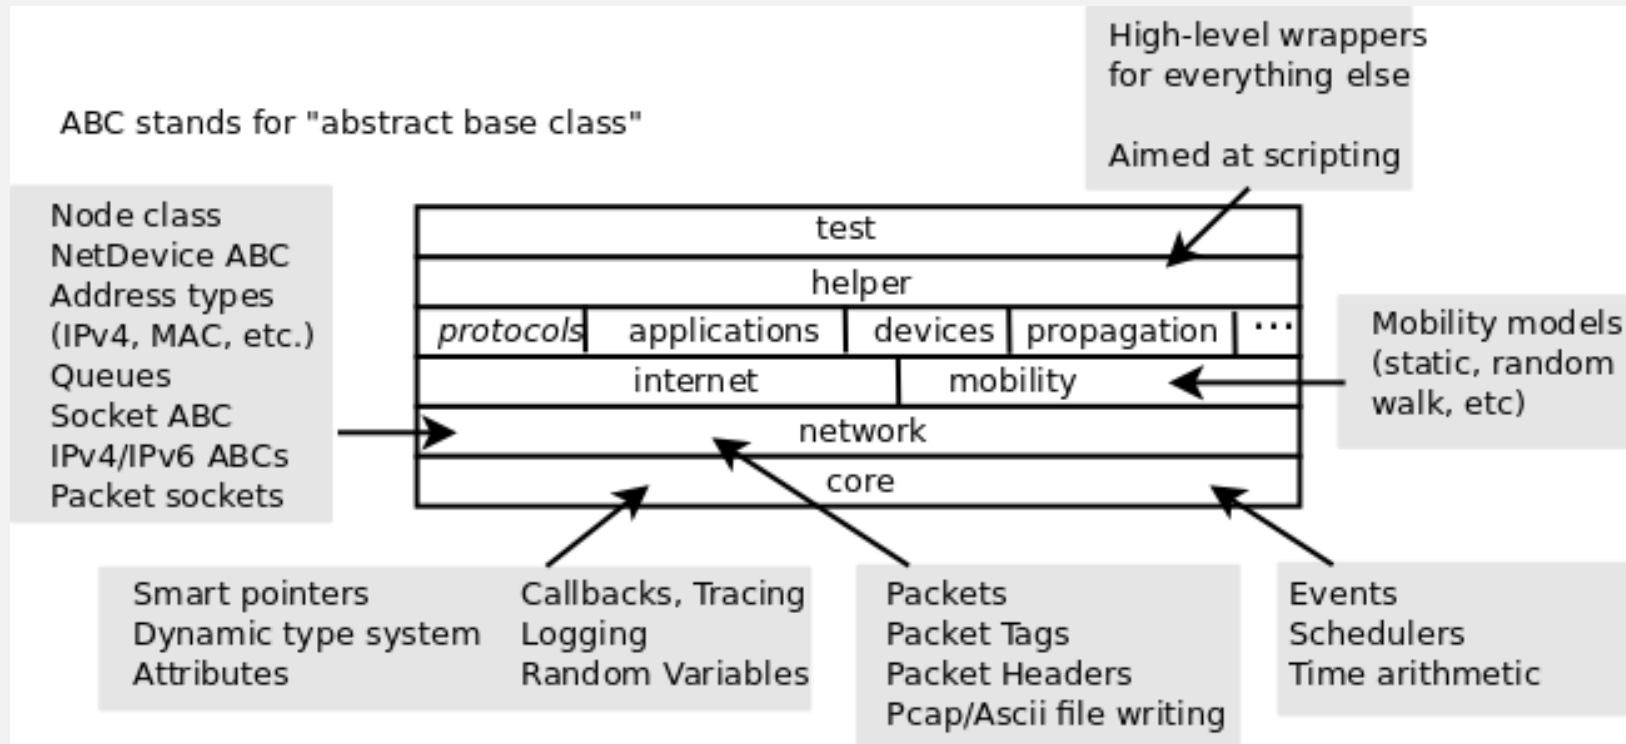 High-level wrappers
for everything else
Aimed at scripting
ABC stands for "abstract base class"
Node class
NetDevice ABC
Address types
(IPv4, MAC, etc.)
Queues
Socket ABC
IPv4/IPv6 ABCs
Packet sockets
test
helper
protocols applications devices propagation ...
internet mobility
network
core
Mobility models
(static, random
walk, etc)
Smart pointers
Dynamic type system
Attributes
Callbacks, Tracing
Logging
Random Variables
Packets
Packet Tags
Packet Headers
Pcap/Ascii file writing
Events
Schedulers
Time arithmetic